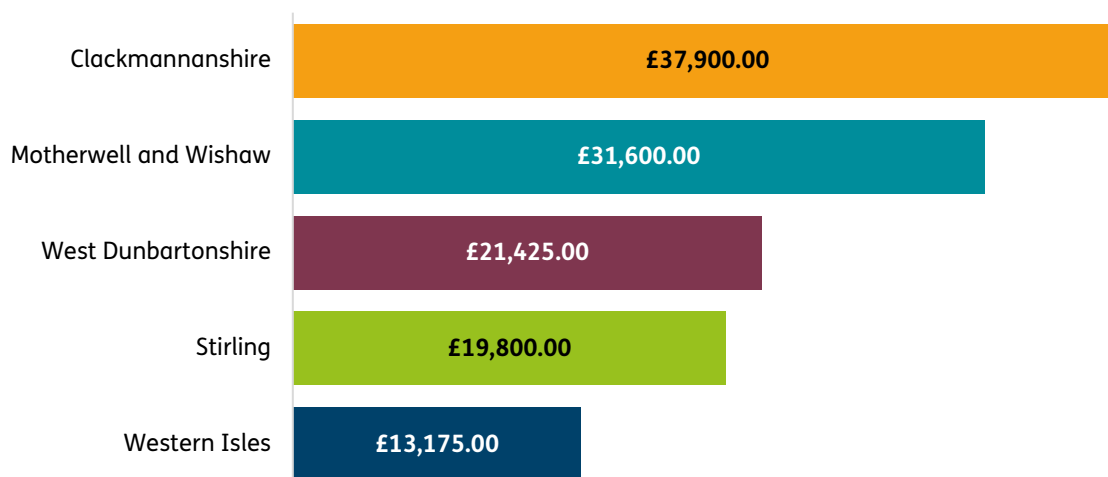 Clackmannanshire £37,900.00
Motherwell and Wishaw £31,600.00
West Dunbartonshire £21,425.00
Stirling £19,800.00
Western Isles £13,175.00